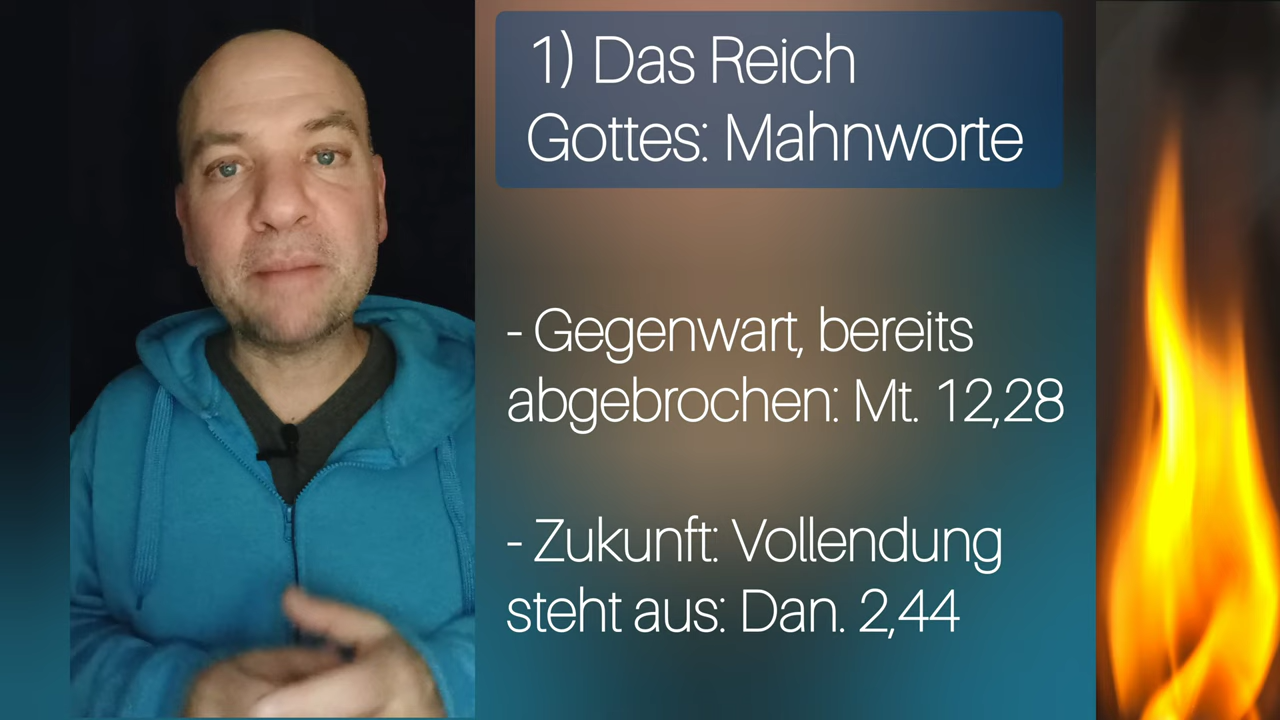 1) Das Reich
Gottes: Mahnworte
- Gegenwart, bereits
abgebrochen: Mt. 12,28
- Zukunft: Vollendung
steht aus: Dan. 2,44